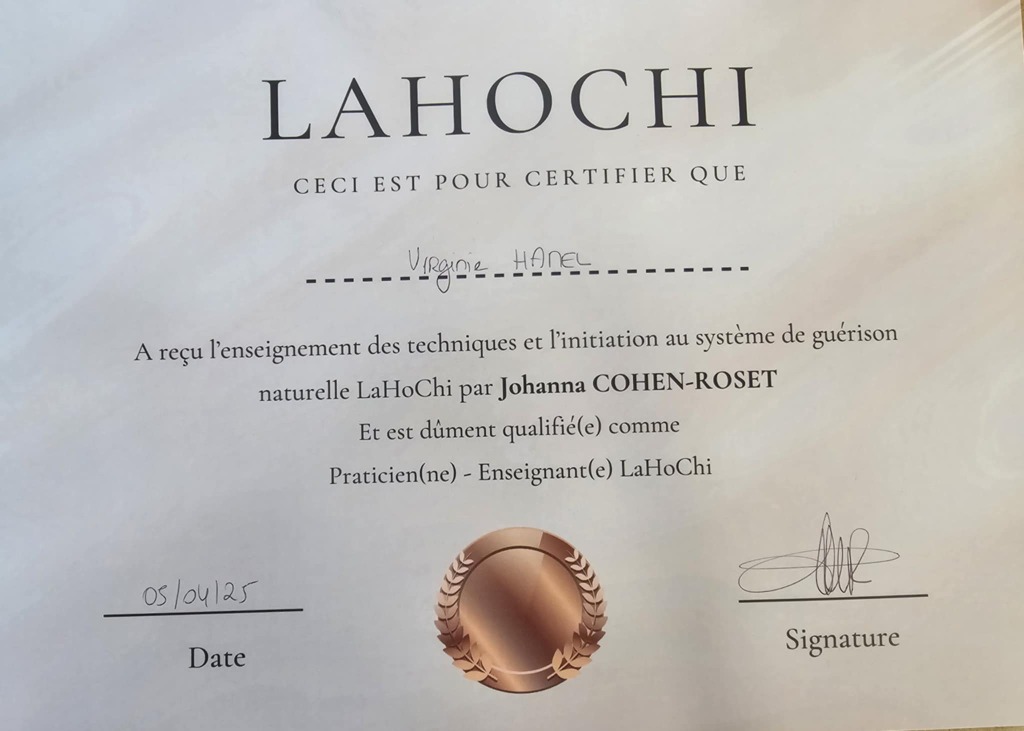 LAHOCHI
CECI EST POUR CERTIFIER QUE
Virginie HAMEL
A reçu l'enseignement des techniques et l'initiation au système de guérison
naturelle LaHoChi par Johanna COHEN-ROSET
Et est dûment qualifié(e) comme
Praticien(ne) - Enseignant(e) LaHoChi
05/04/25
Date
Signature